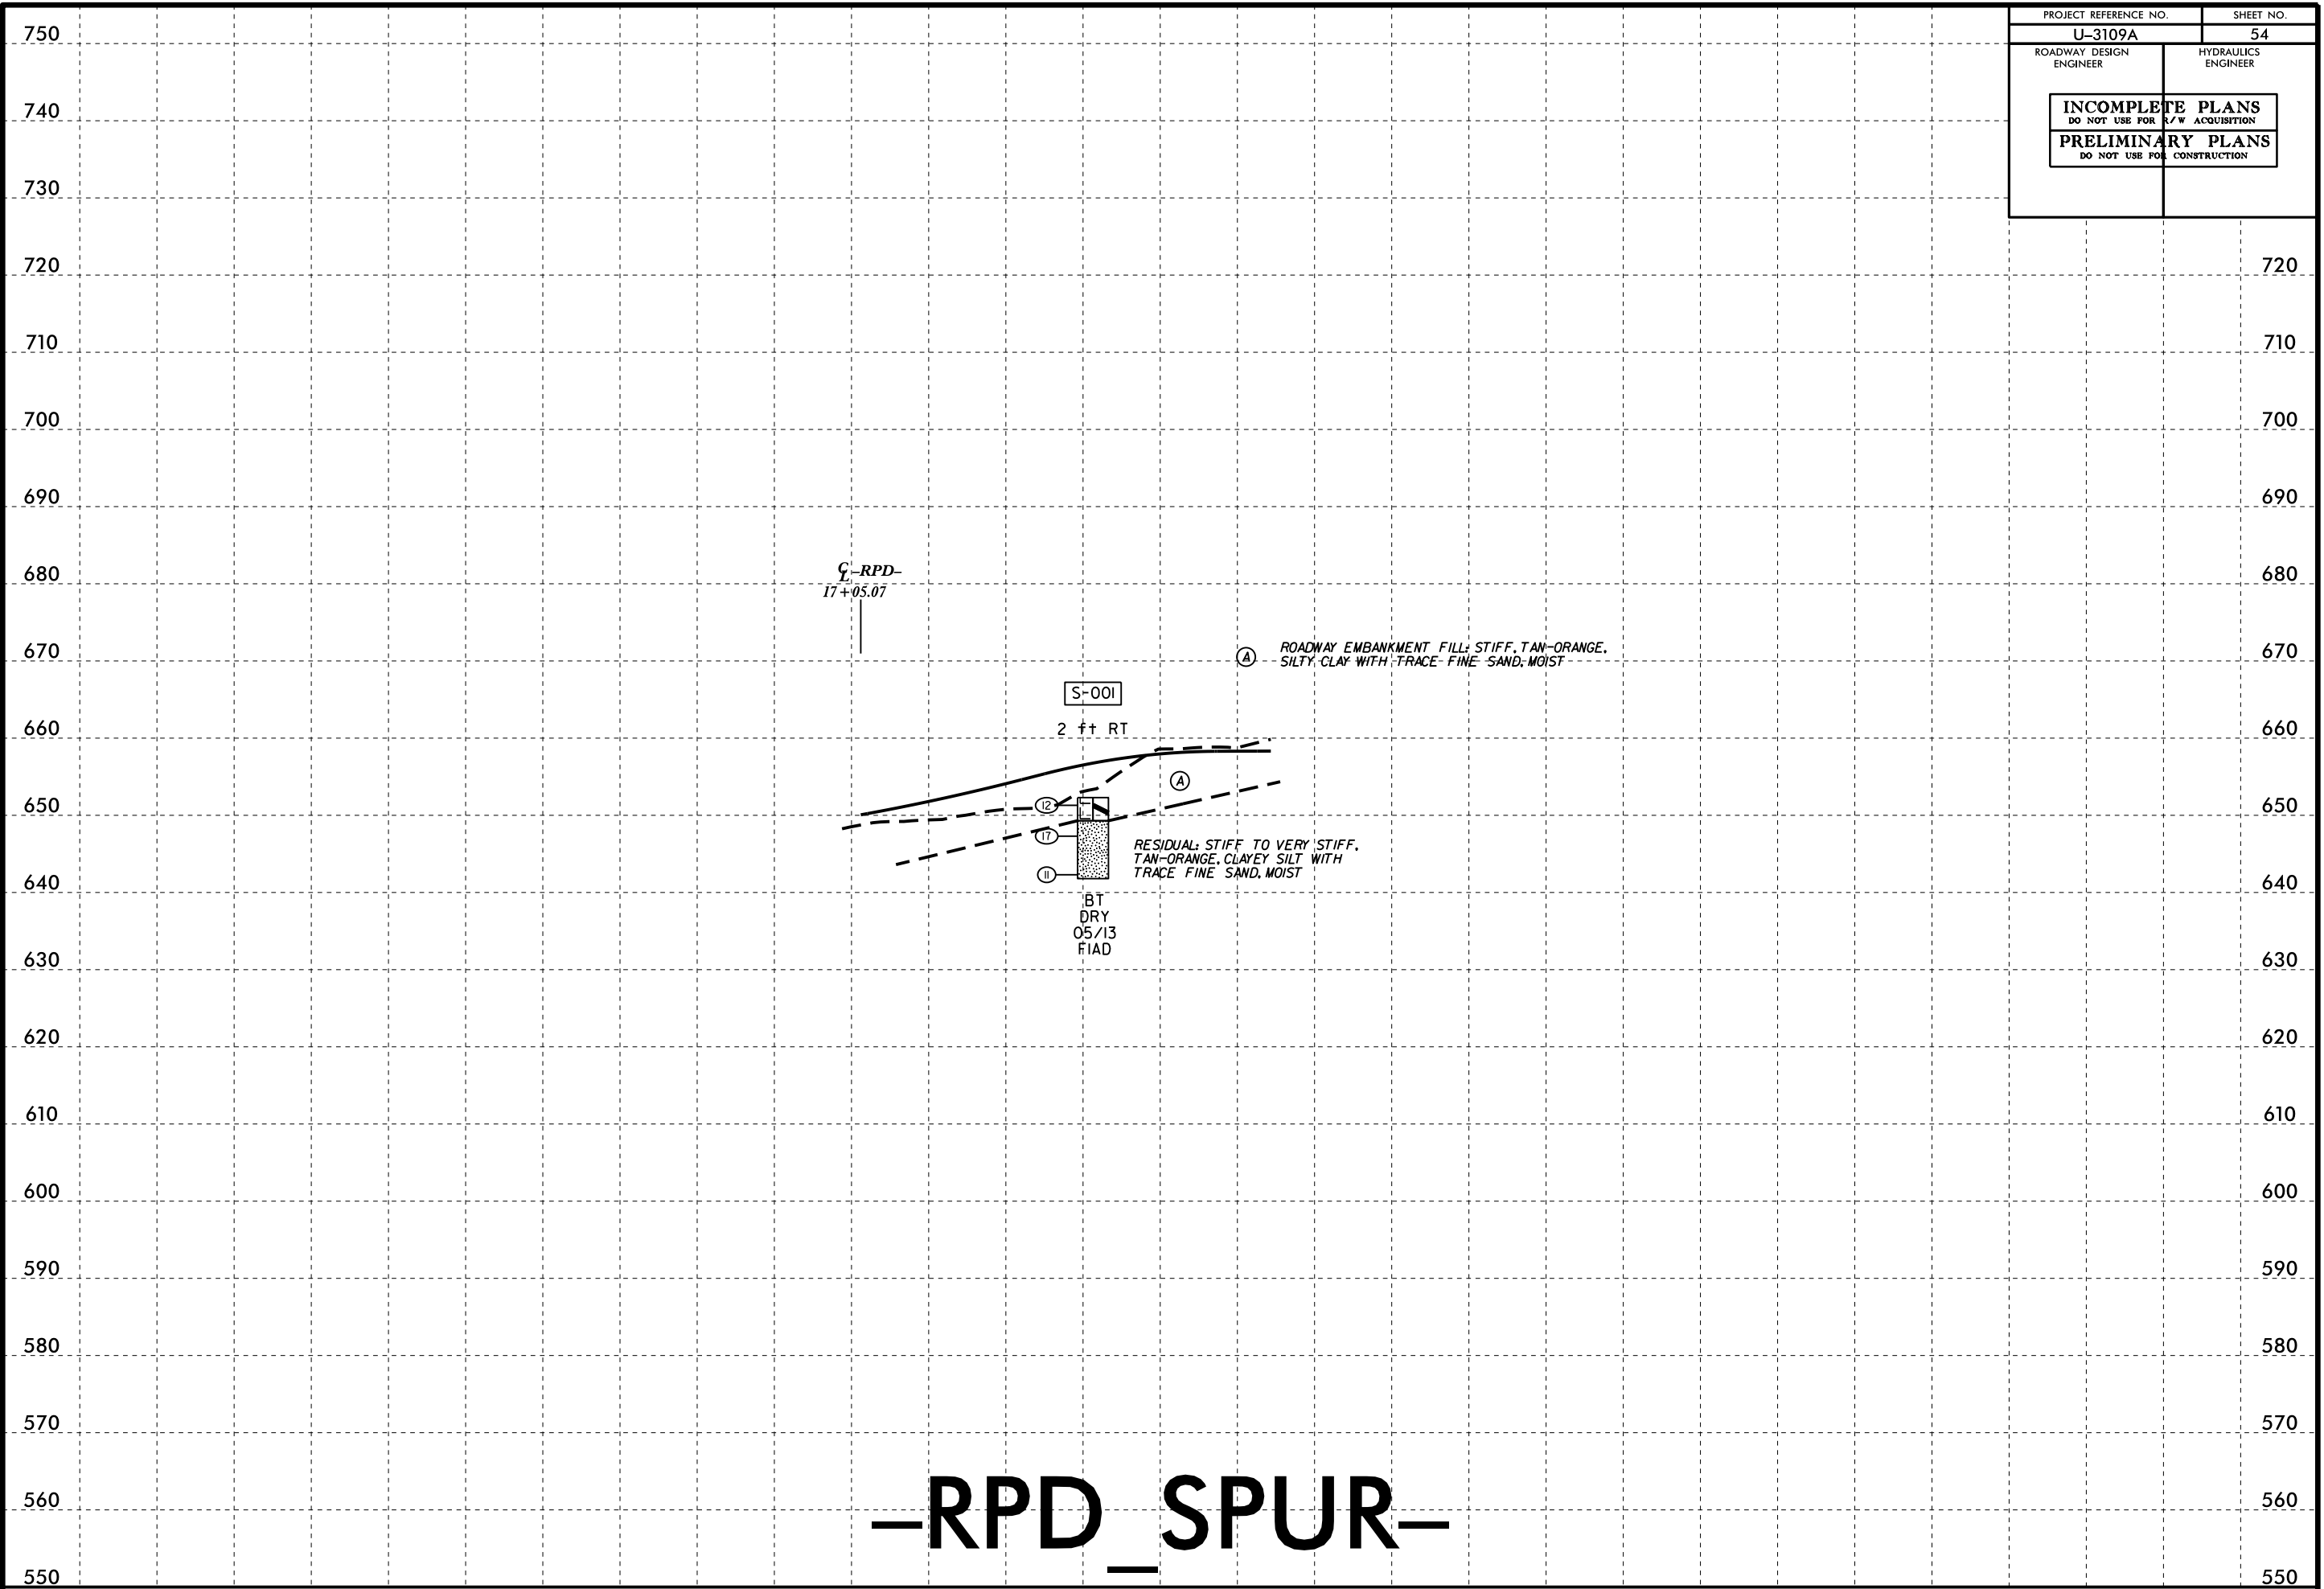 PROJECT REFERENCE NO. SHEET NO.
U-3109A 54
ROADWAY DESIGN ENGINEER HYDRAULICS ENGINEER
INCOMPLETE PLANS
DO NOT USE FOR R/W ACQUISITION
PRELIMINARY PLANS
DO NOT USE FOR CONSTRUCTION
750
740
730
720 720
710 710
700 700
690 690
680 680
℄ -RPD-
17+05.07
670 670
Ⓐ ROADWAY EMBANKMENT FILL: STIFF, TAN-ORANGE,
SILTY CLAY WITH TRACE FINE SAND, MOIST
S-001
2 ft RT
660 660
Ⓐ
650 650
12
17
RESIDUAL: STIFF TO VERY STIFF,
TAN-ORANGE, CLAYEY SILT WITH
TRACE FINE SAND, MOIST
11
640 640
BT
DRY
05/13
FIAD
630 630
620 620
610 610
600 600
590 590
580 580
570 570
560 560
-RPD_SPUR-
550 550